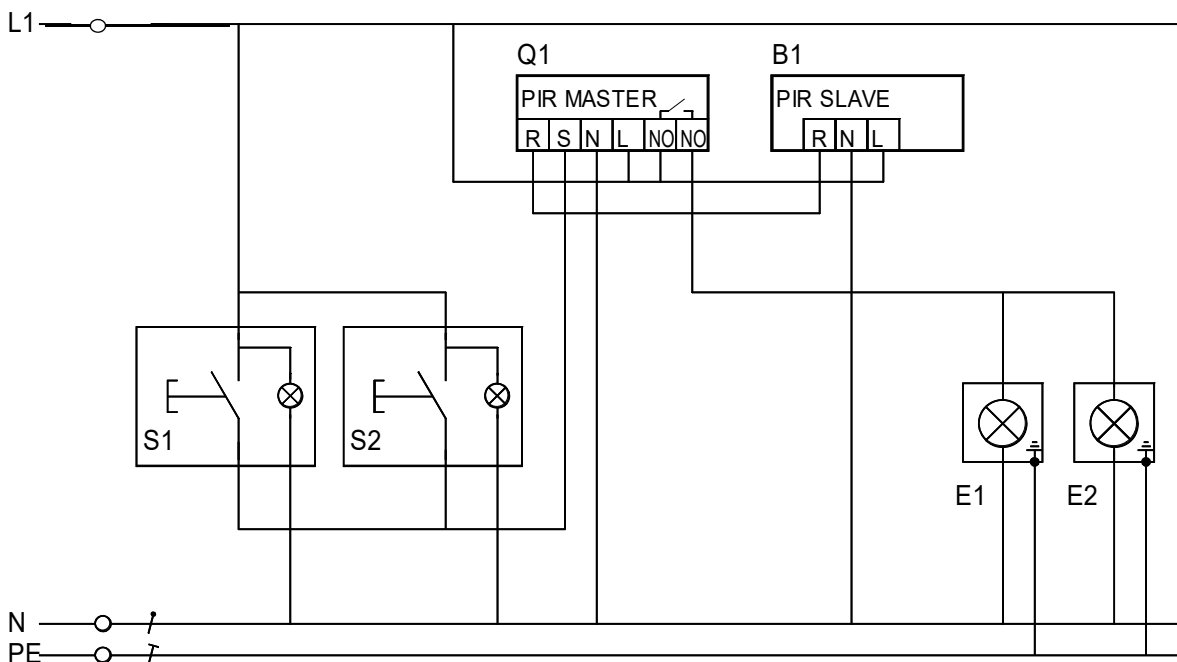 L1
Q1 B1
PIR MASTER PIR SLAVE
R S N L NO NO R N L
S1 S2
E1 E2
N
PE